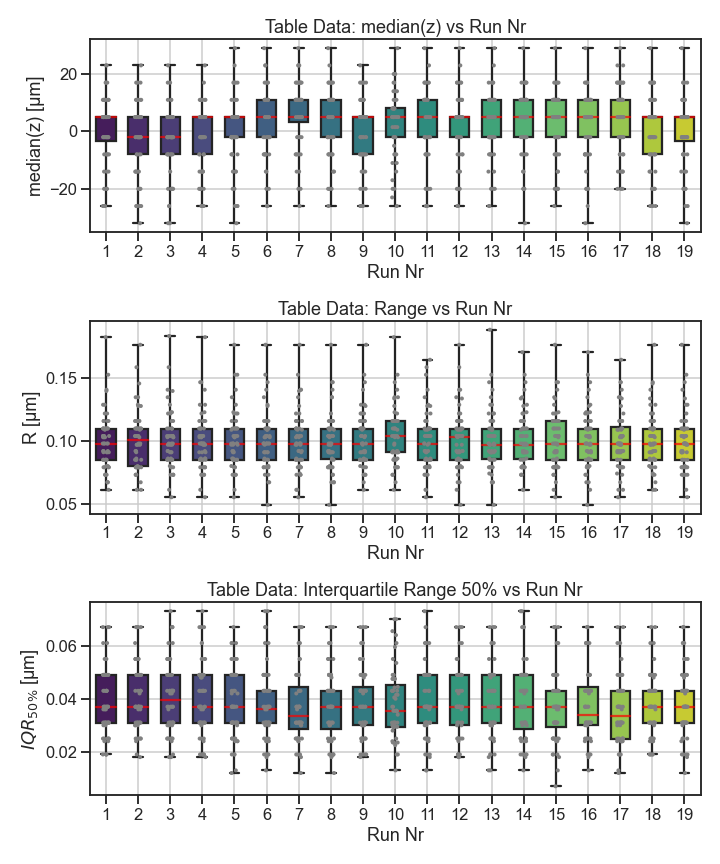 Table Data: median(z) vs Run Nr
median(z) [µm]
20
0
−20
1 2 3 4 5 6 7 8 9 10 11 12 13 14 15 16 17 18 19
Run Nr
Table Data: Range vs Run Nr
R [µm]
0.15
0.10
0.05
1 2 3 4 5 6 7 8 9 10 11 12 13 14 15 16 17 18 19
Run Nr
Table Data: Interquartile Range 50% vs Run Nr
IQR50% [µm]
0.06
0.04
0.02
1 2 3 4 5 6 7 8 9 10 11 12 13 14 15 16 17 18 19
Run Nr